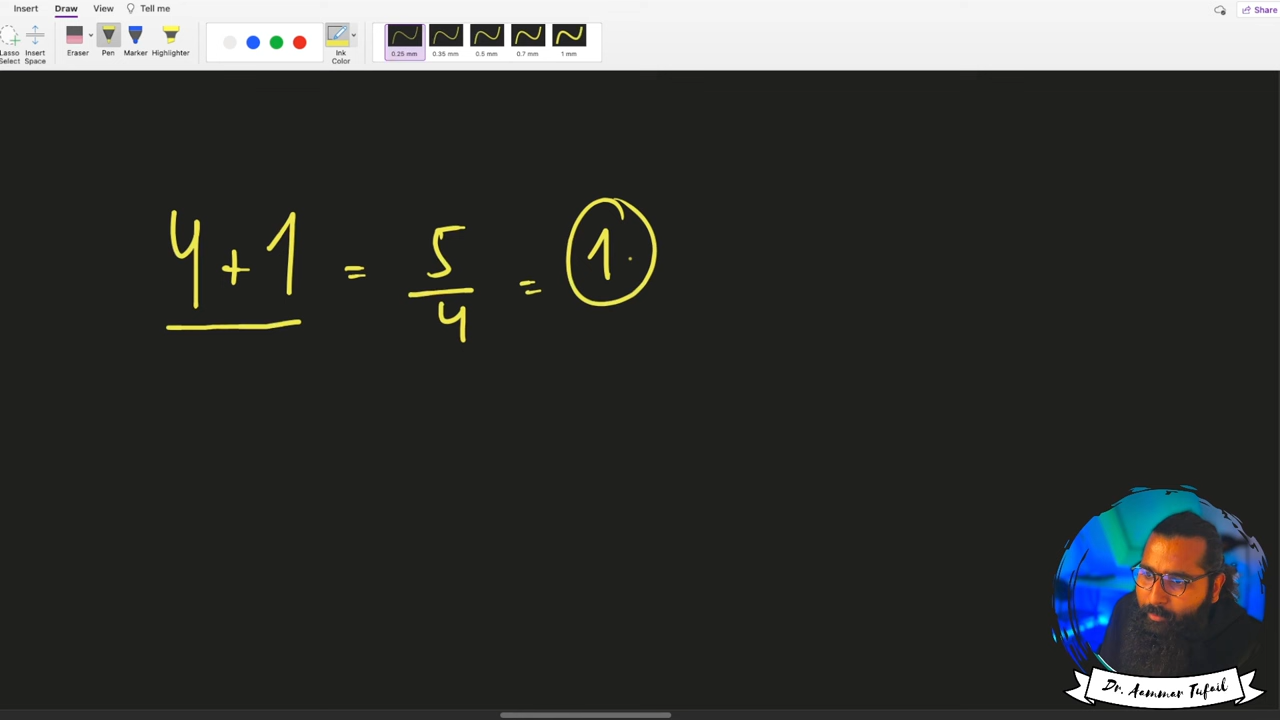 Insert Draw View Tell me Share
Lasso Select Insert Space Eraser Pen Marker Highlighter Ink Color 0.25 mm 0.35 mm 0.5 mm 0.7 mm 1 mm
4 + 1 = 5/4 = 1.
Dr. Aammar Tufail